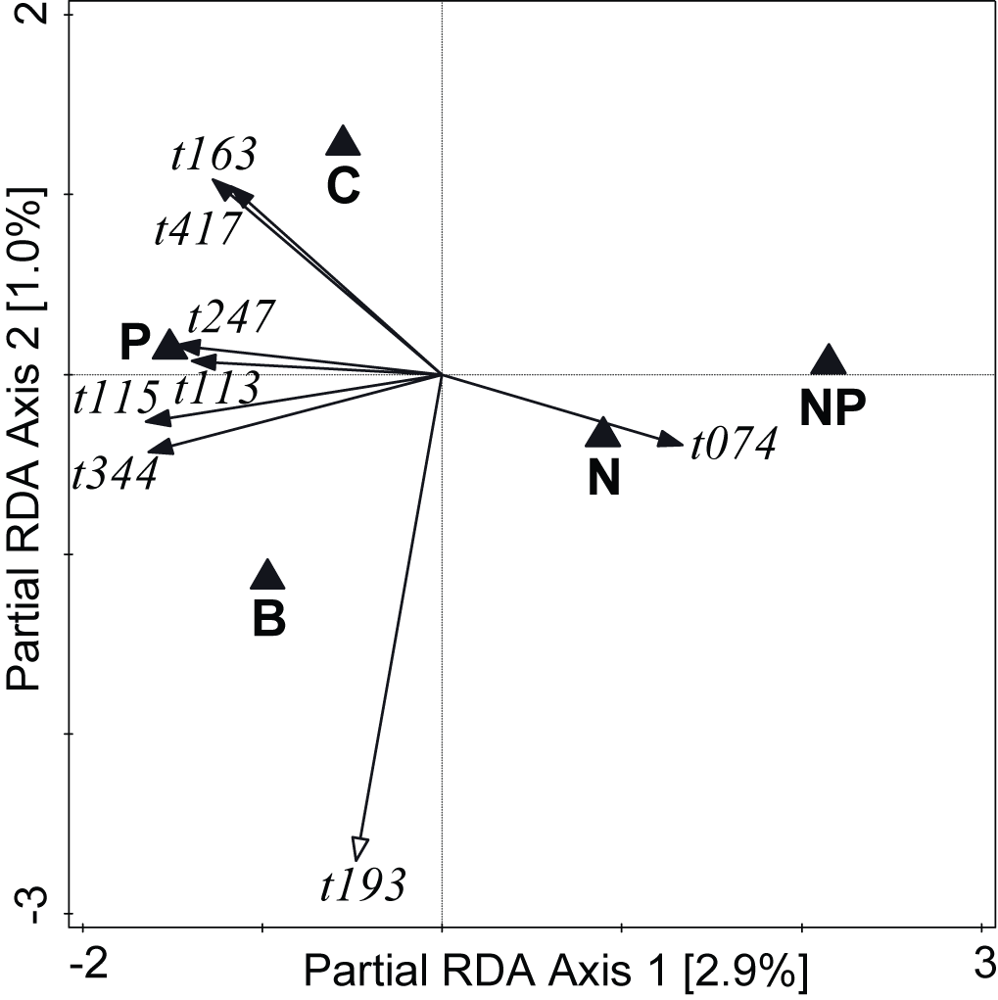 2
t163
C
t417
t247
P
t113
t115
NP
t074
N
t344
B
t193
-3
-2
3
Partial RDA Axis 1 [2.9%]
Partial RDA Axis 2 [1.0%]